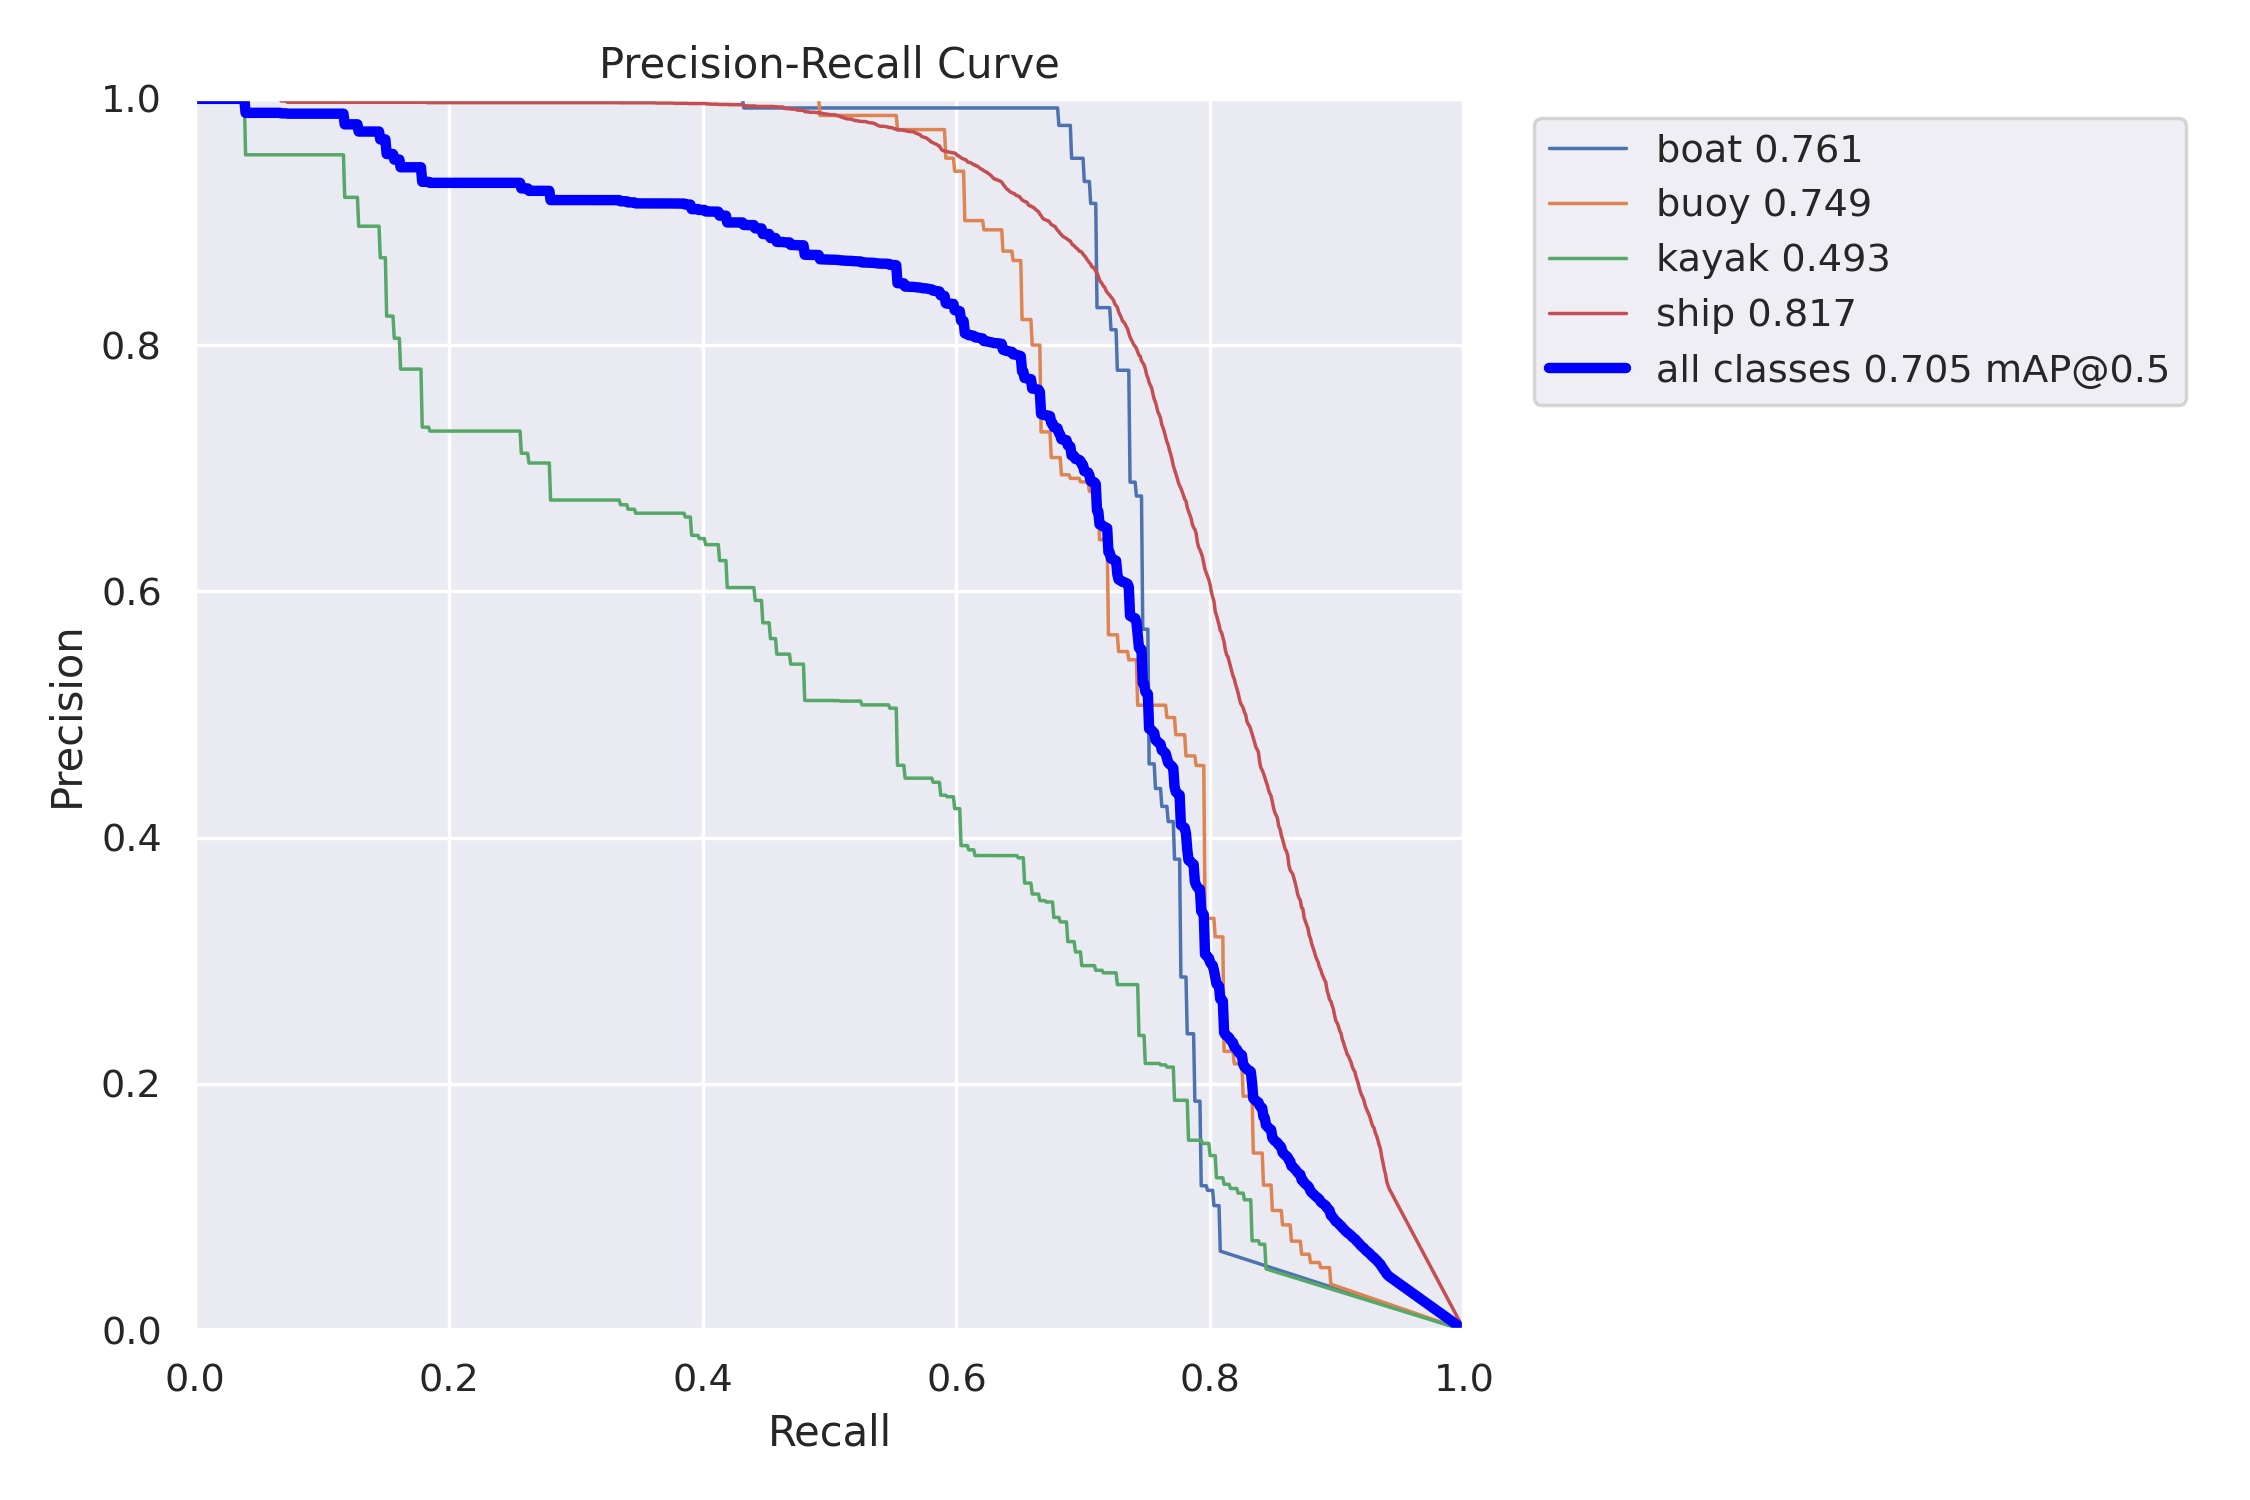 Precision-Recall Curve
1.0
0.8
0.6
0.4
0.2
0.0
Precision
0.0 0.2 0.4 0.6 0.8 1.0
Recall
boat 0.761
buoy 0.749
kayak 0.493
ship 0.817
all classes 0.705 mAP@0.5